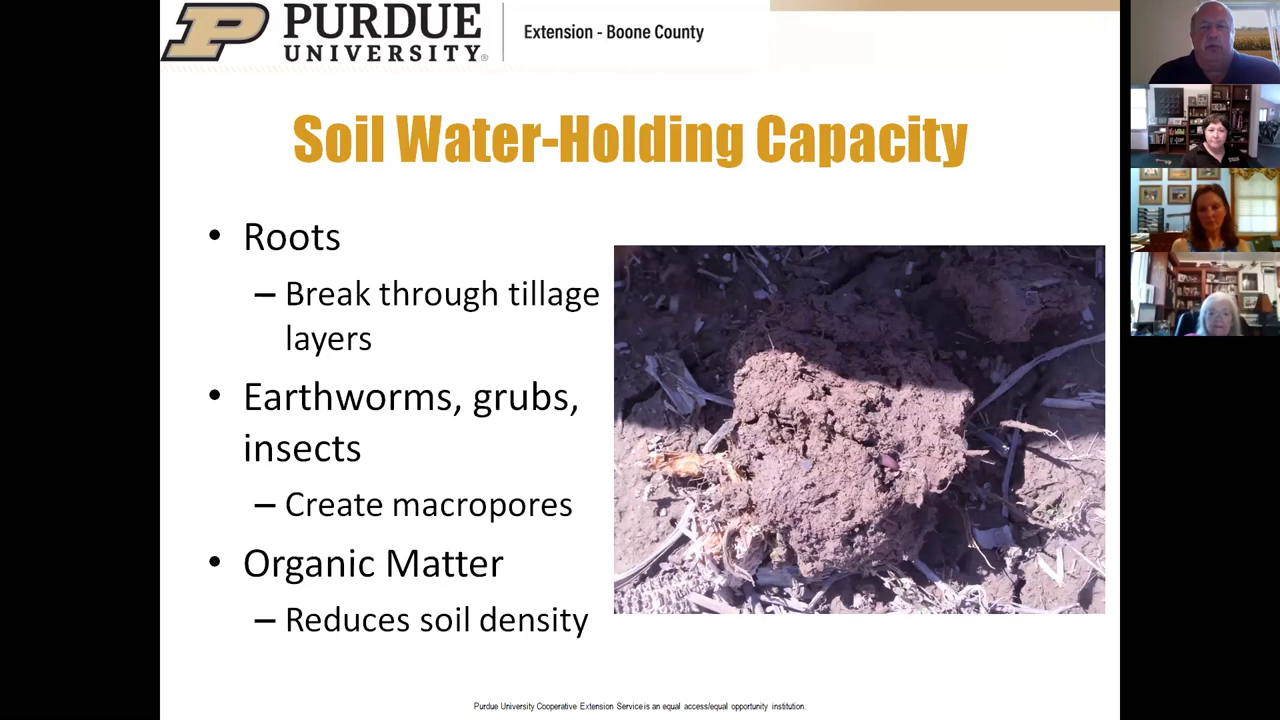 PURDUE
UNIVERSITY®
Extension - Boone County
Soil Water-Holding Capacity
• Roots
– Break through tillage
layers
• Earthworms, grubs,
insects
– Create macropores
• Organic Matter
– Reduces soil density
Purdue University Cooperative Extension Service is an equal access/equal opportunity institution.